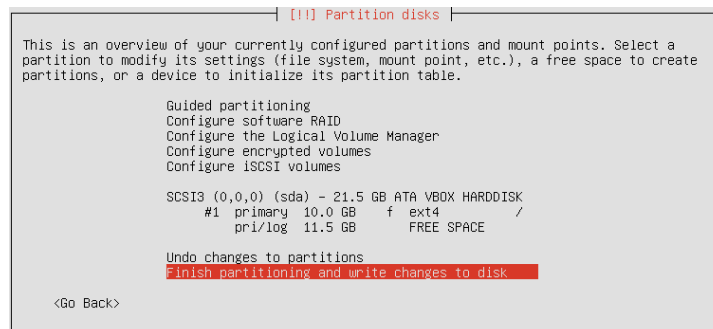 [!!] Partition disks
This is an overview of your currently configured partitions and mount points. Select a
partition to modify its settings (file system, mount point, etc.), a free space to create
partitions, or a device to initialize its partition table.
Guided partitioning
Configure software RAID
Configure the Logical Volume Manager
Configure encrypted volumes
Configure iSCSI volumes
SCSI3 (0,0,0) (sda) - 21.5 GB ATA VBOX HARDDISK
#1 primary 10.0 GB f ext4 /
pri/log 11.5 GB FREE SPACE
Undo changes to partitions
Finish partitioning and write changes to disk
<Go Back>